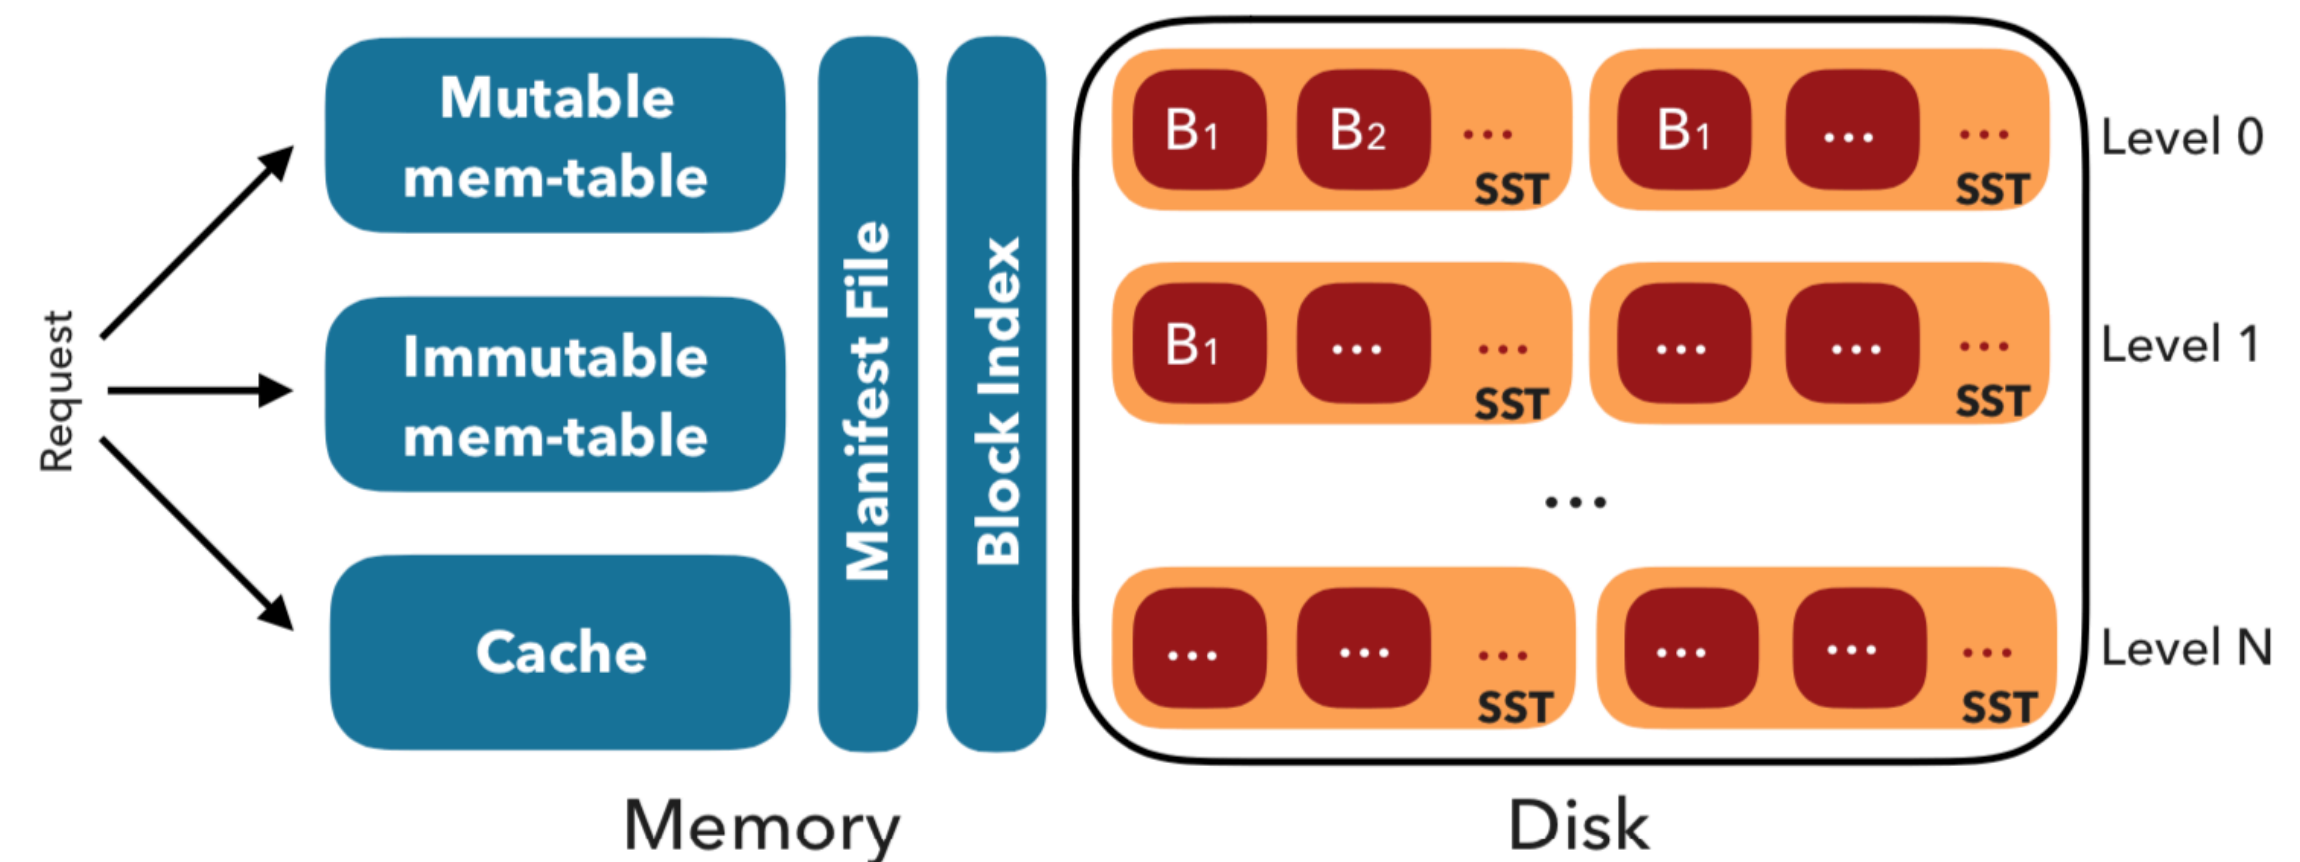 Request
Mutable
mem-table
Immutable
mem-table
Cache
Manifest File
Block Index
B1 B2 ... SST
B1 ... ... SST
Level 0
B1 ... ... SST
... ... ... SST
Level 1
...
... ... ... SST
... ... ... SST
Level N
Memory
Disk